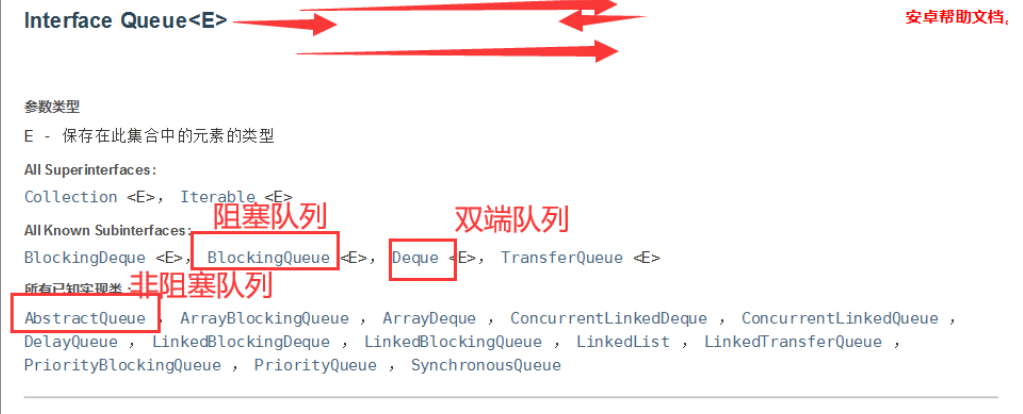 Interface Queue<E>
安卓帮助文档。
参数类型
E - 保存在此集合中的元素的类型
All Superinterfaces:
Collection <E>， Iterable <E>
阻塞队列
双端队列
All Known Subinterfaces:
BlockingDeque <E>， BlockingQueue <E>， Deque <E>， TransferQueue <E>
所有已知实现类：
非阻塞队列
AbstractQueue ， ArrayBlockingQueue ， ArrayDeque ， ConcurrentLinkedDeque ， ConcurrentLinkedQueue ，
DelayQueue ， LinkedBlockingDeque ， LinkedBlockingQueue ， LinkedList ， LinkedTransferQueue ，
PriorityBlockingQueue ， PriorityQueue ， SynchronousQueue